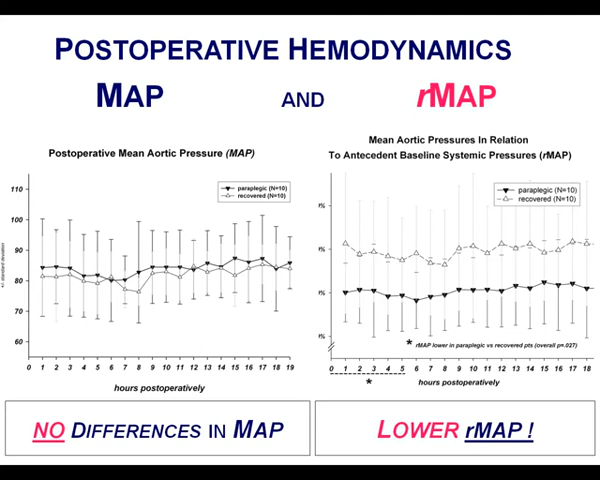 POSTOPERATIVE HEMODYNAMICS
MAP AND rMAP
Postoperative Mean Aortic Pressure (MAP)
paraplegic (N=10)
recovered (N=10)
110
100
90
80
70
60
+/- standard deviation
0 1 2 3 4 5 6 7 8 9 10 11 12 13 14 15 16 17 18 19
hours postoperatively
Mean Aortic Pressures In Relation
To Antecedent Baseline Systemic Pressures (rMAP)
paraplegic (N=10)
recovered (N=10)
* rMAP lower in paraplegic vs recovered pts
0 1 2 3 4 5 6 7 8 9 10 11 12 13 14 15 16 17 18
*
hours postoperatively
NO DIFFERENCES IN MAP
LOWER rMAP !